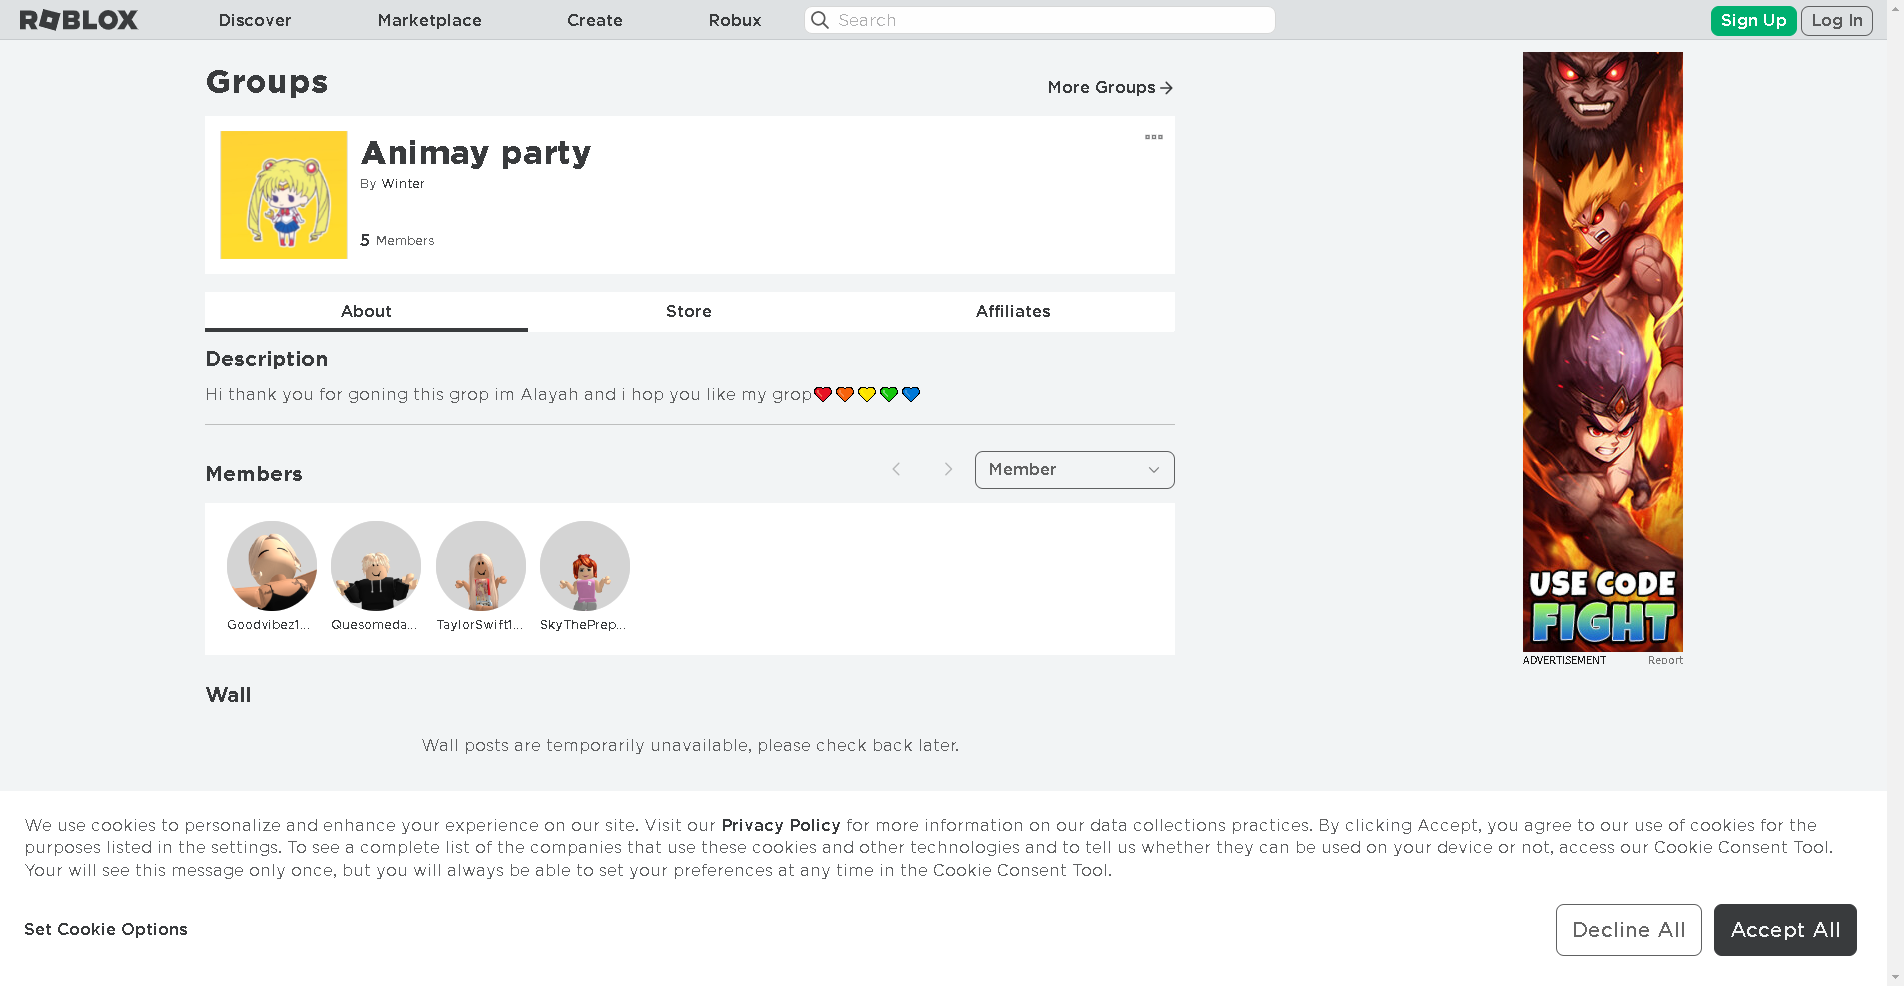 ROBLOX Discover Marketplace Create Robux Search Sign Up Log In
Groups
More Groups
Animay party
By Winter
5 Members
About Store Affiliates
Description
Hi thank you for goning this grop im Alayah and i hop you like my grop❤️🧡💛💚💙
Members
Member
Goodvibez1... Quesomeda... TaylorSwift1... SkyThePrep...
Wall
Wall posts are temporarily unavailable, please check back later.
USE CODE
FIGHT
ADVERTISEMENT Report
We use cookies to personalize and enhance your experience on our site. Visit our Privacy Policy for more information on our data collections practices. By clicking Accept, you agree to our use of cookies for the
purposes listed in the settings. To see a complete list of the companies that use these cookies and other technologies and to tell us whether they can be used on your device or not, access our Cookie Consent Tool.
Your will see this message only once, but you will always be able to set your preferences at any time in the Cookie Consent Tool.
Set Cookie Options
Decline All
Accept All